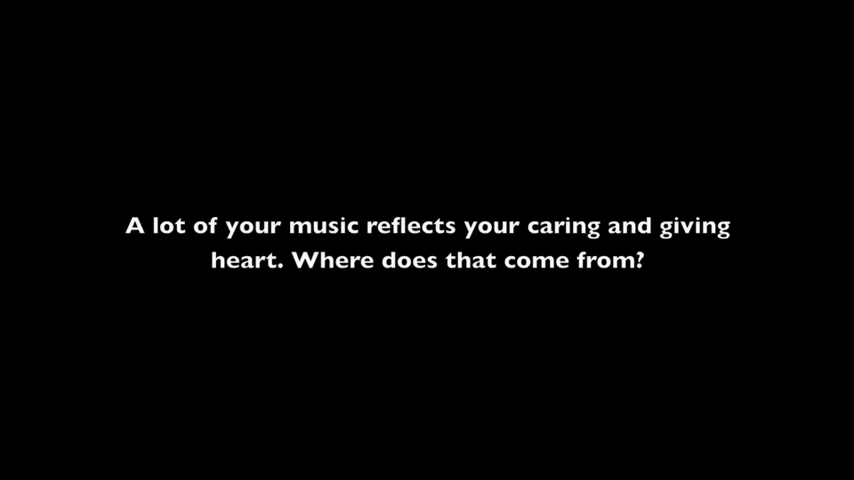 A lot of your music reflects your caring and giving
heart. Where does that come from?